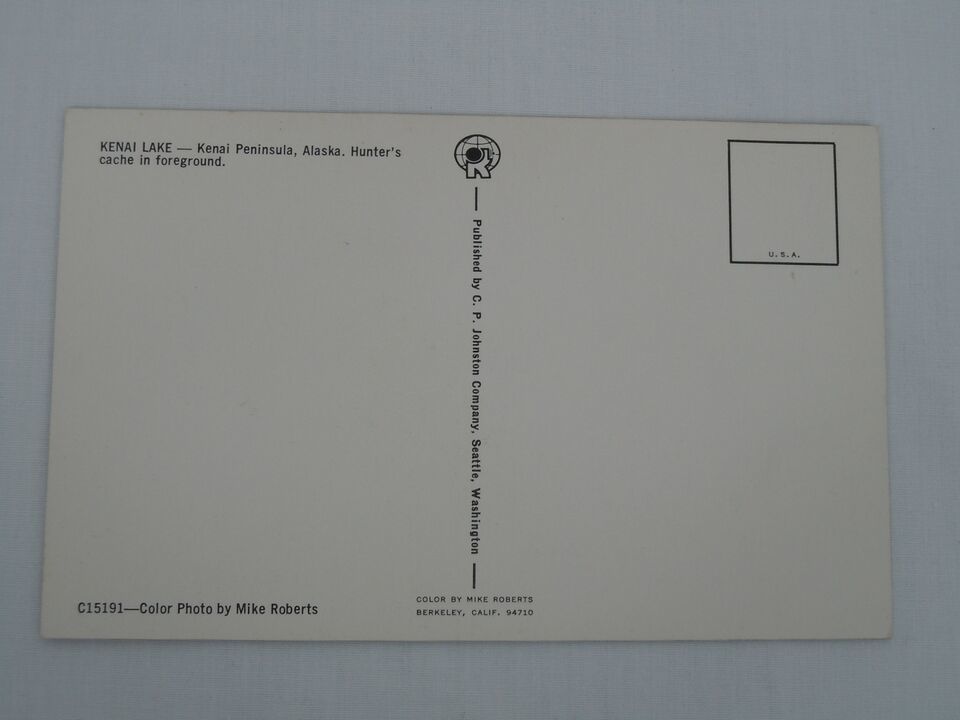 KENAI LAKE — Kenai Peninsula, Alaska. Hunter's
cache in foreground.
Published by C. P. Johnston Company, Seattle, Washington
U.S.A.
C15191—Color Photo by Mike Roberts
COLOR BY MIKE ROBERTS
BERKELEY, CALIF. 94710